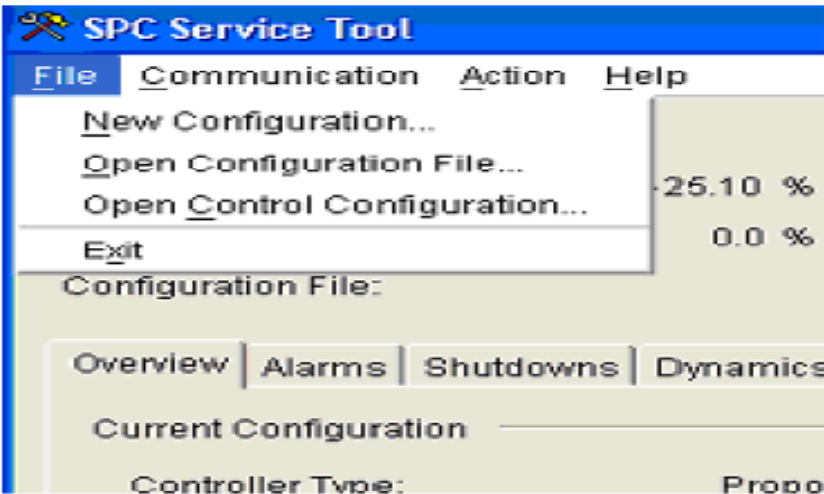 SPC Service Tool
File Communication Action Help
New Configuration...
Open Configuration File...
Open Control Configuration...
-25.10 %
0.0 %
Exit
Configuration File:
Overview Alarms Shutdowns Dynamics
Current Configuration
Controller Type: Propo